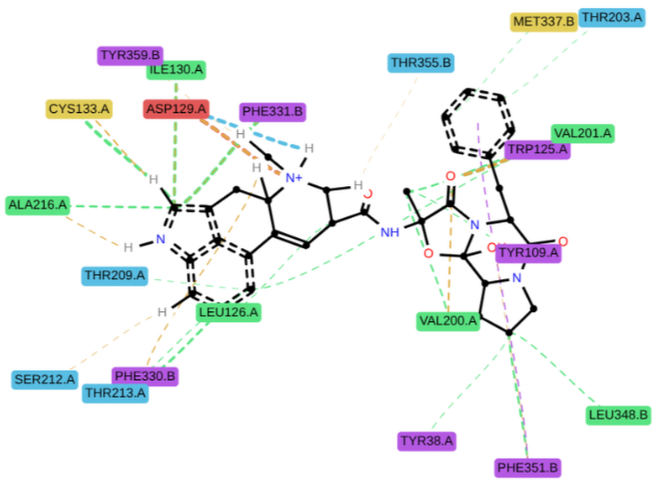 MET337.B
THR203.A
TYR359.B
ILE130.A
THR355.B
CYS133.A
ASP129.A
PHE331.B
H
H
VAL201.A
TRP125.A
H
N+
H
H
O
O
ALA216.A
H
N
NH
N
O
O
O
TYR109.A
THR209.A
N
H
LEU126.A
VAL200.A
SER212.A
PHE330.B
THR213.A
LEU348.B
TYR38.A
PHE351.B